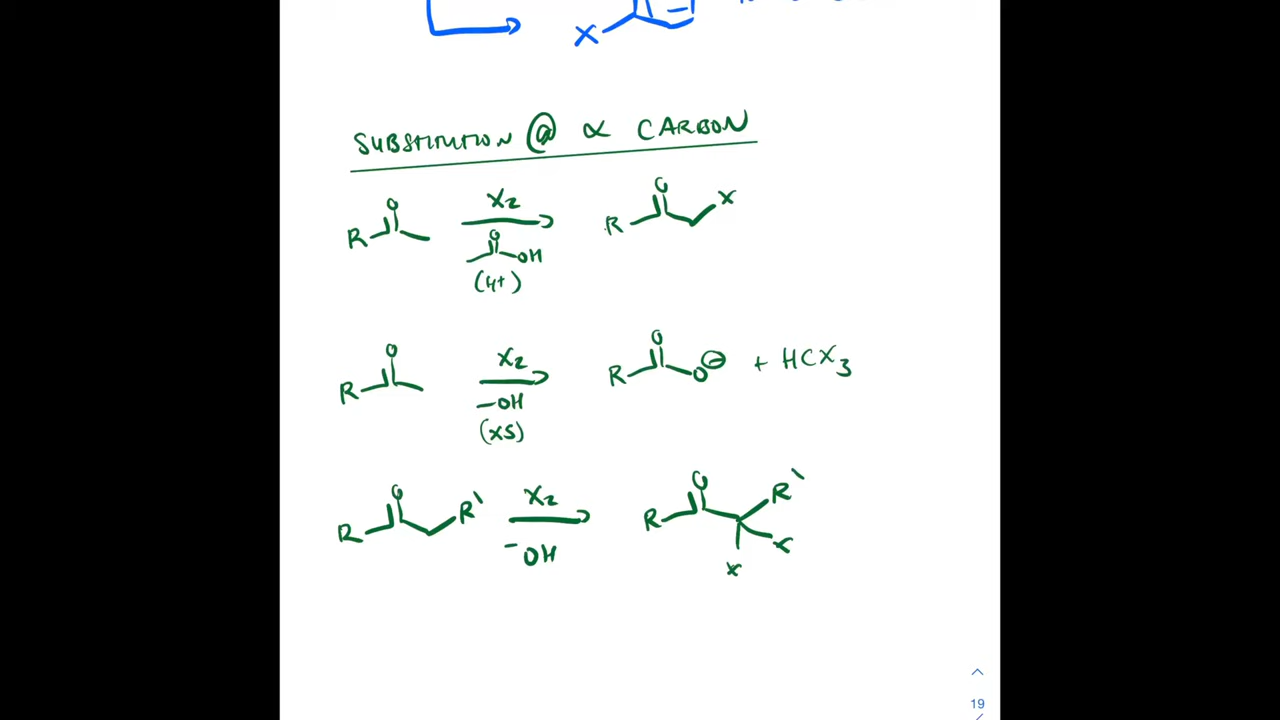 X
SUBSTITUTION @ α CARBON
R O X₂ O OH (H+) R O X
R O X₂ -OH (XS) R O O⊖ + HCX₃
R O R' X₂ -OH R O R' X X
19